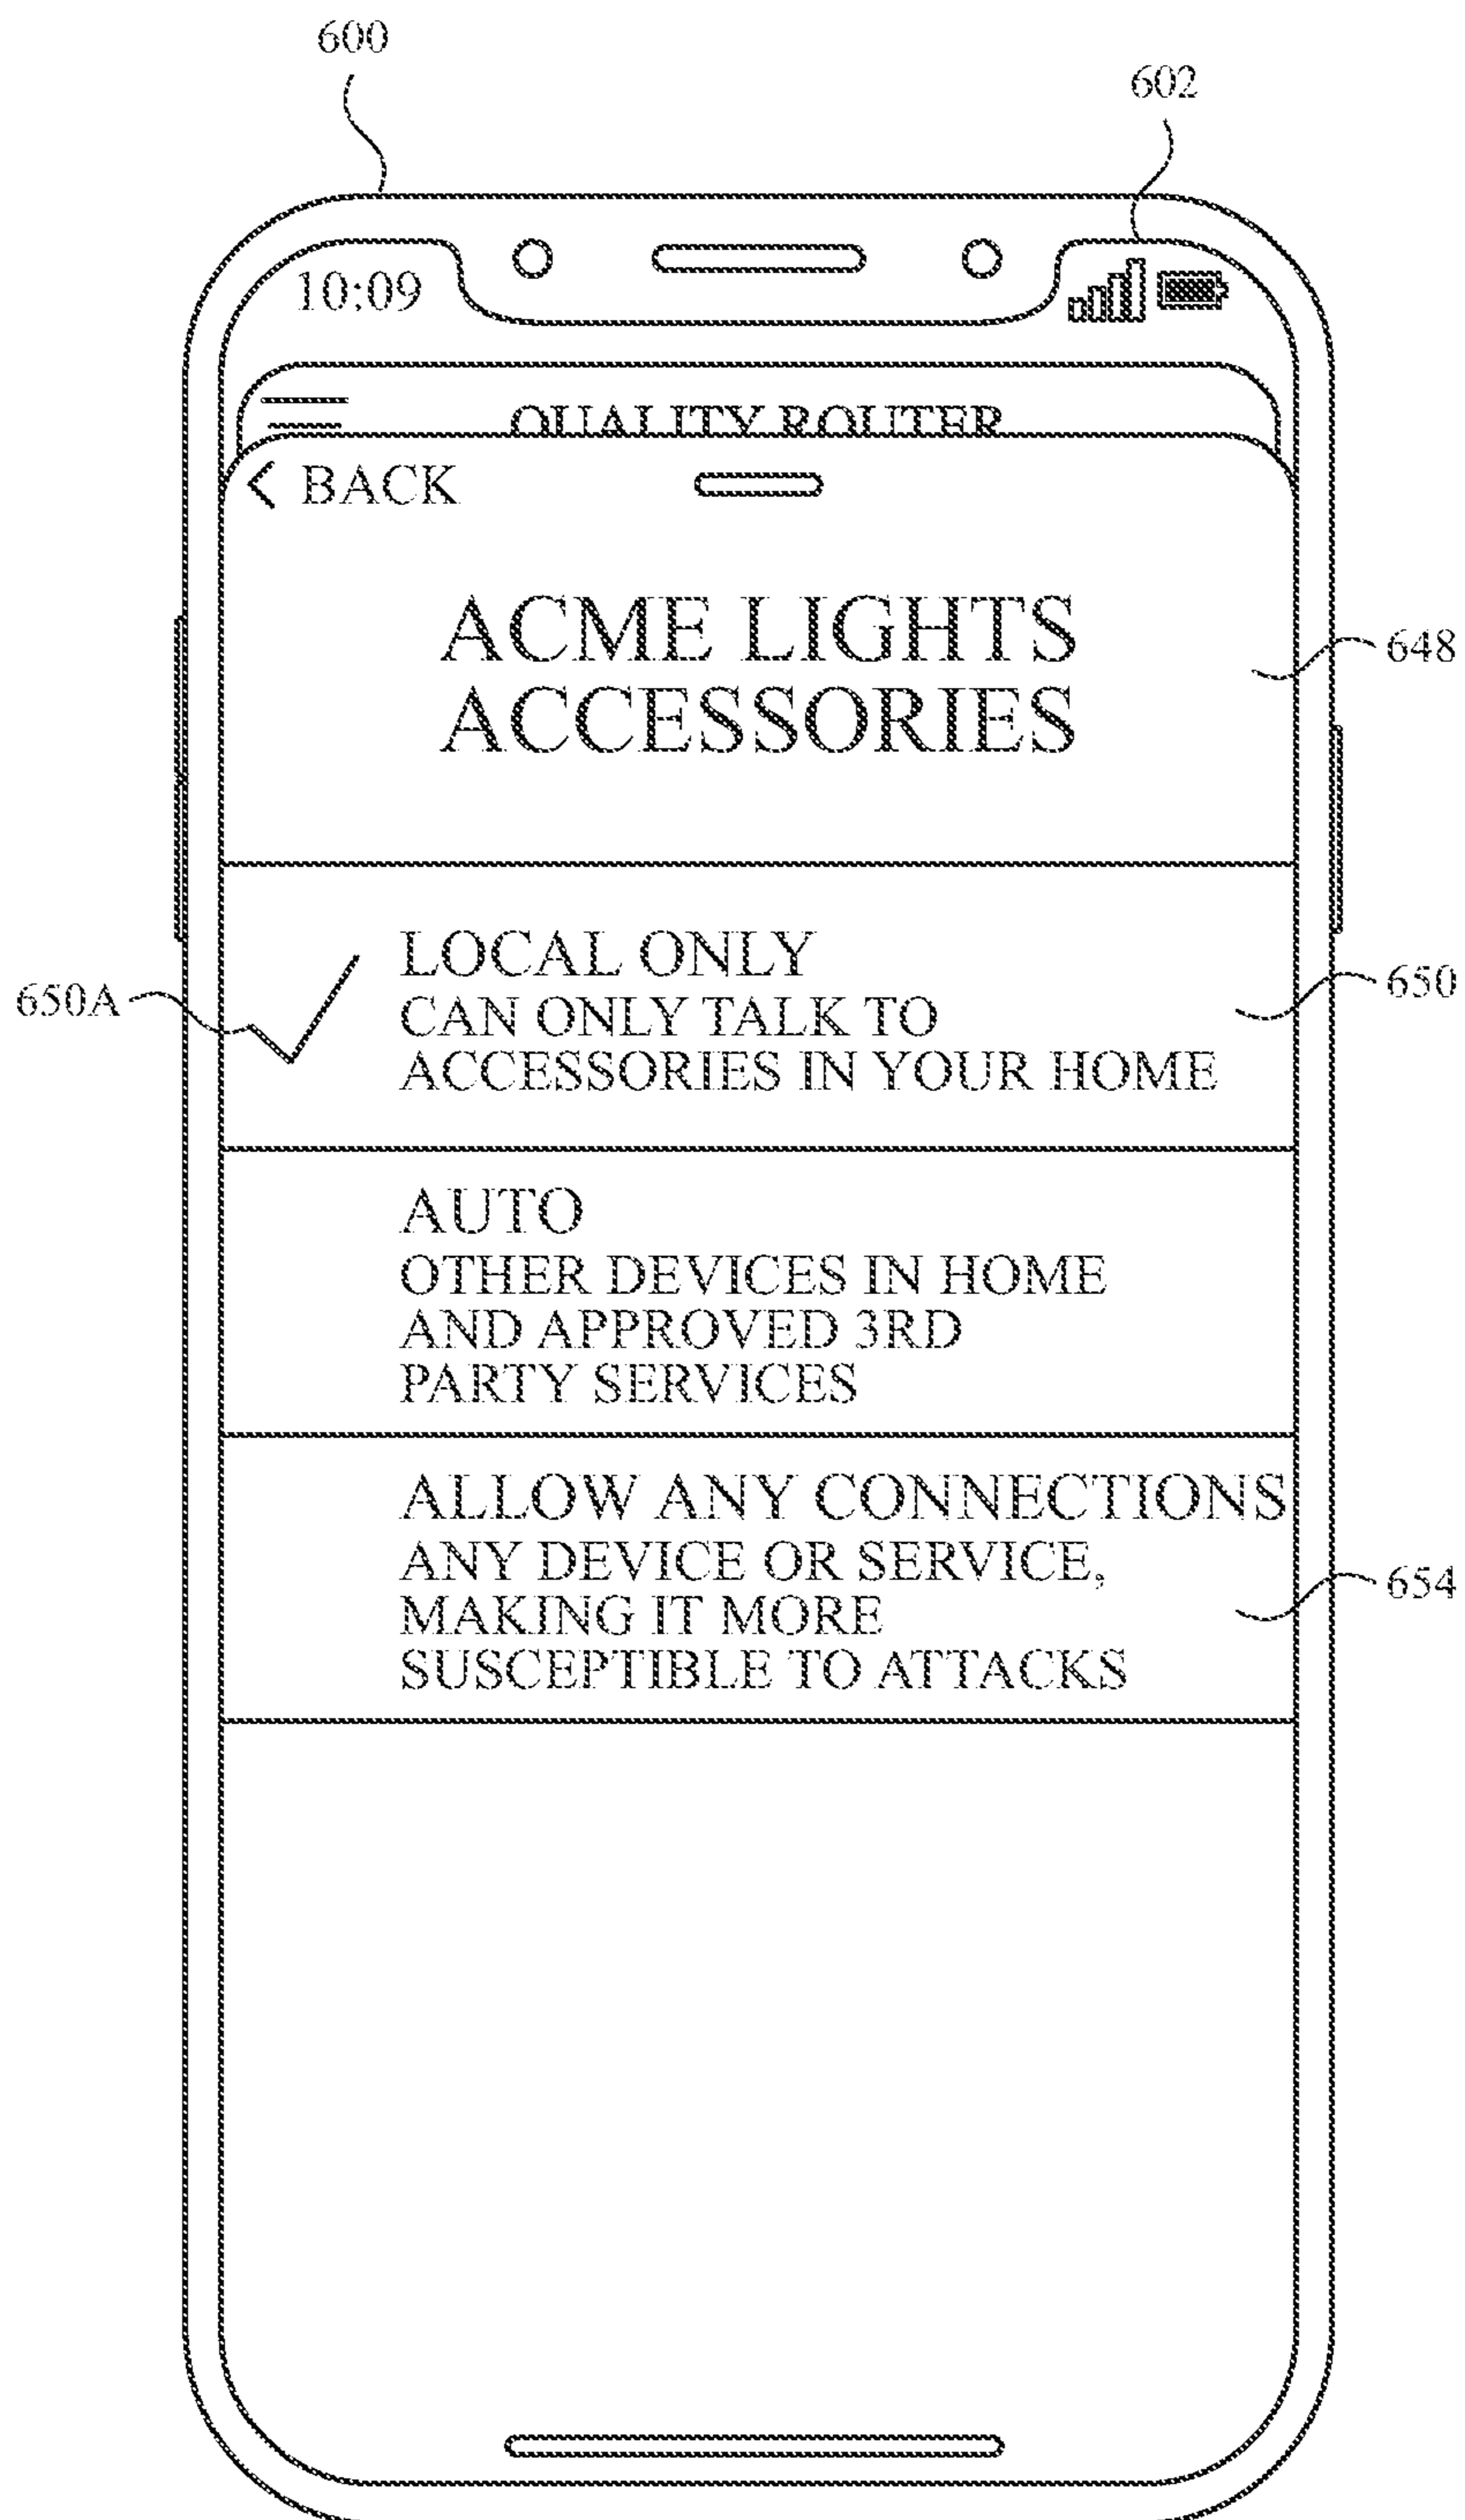 600
602
10:09
QUALITY ROUTER
BACK
ACME LIGHTS
ACCESSORIES
648
LOCAL ONLY
CAN ONLY TALK TO
ACCESSORIES IN YOUR HOME
650A
650
AUTO
OTHER DEVICES IN HOME
AND APPROVED 3RD
PARTY SERVICES
ALLOW ANY CONNECTIONS
ANY DEVICE OR SERVICE,
MAKING IT MORE
SUSCEPTIBLE TO ATTACKS
654